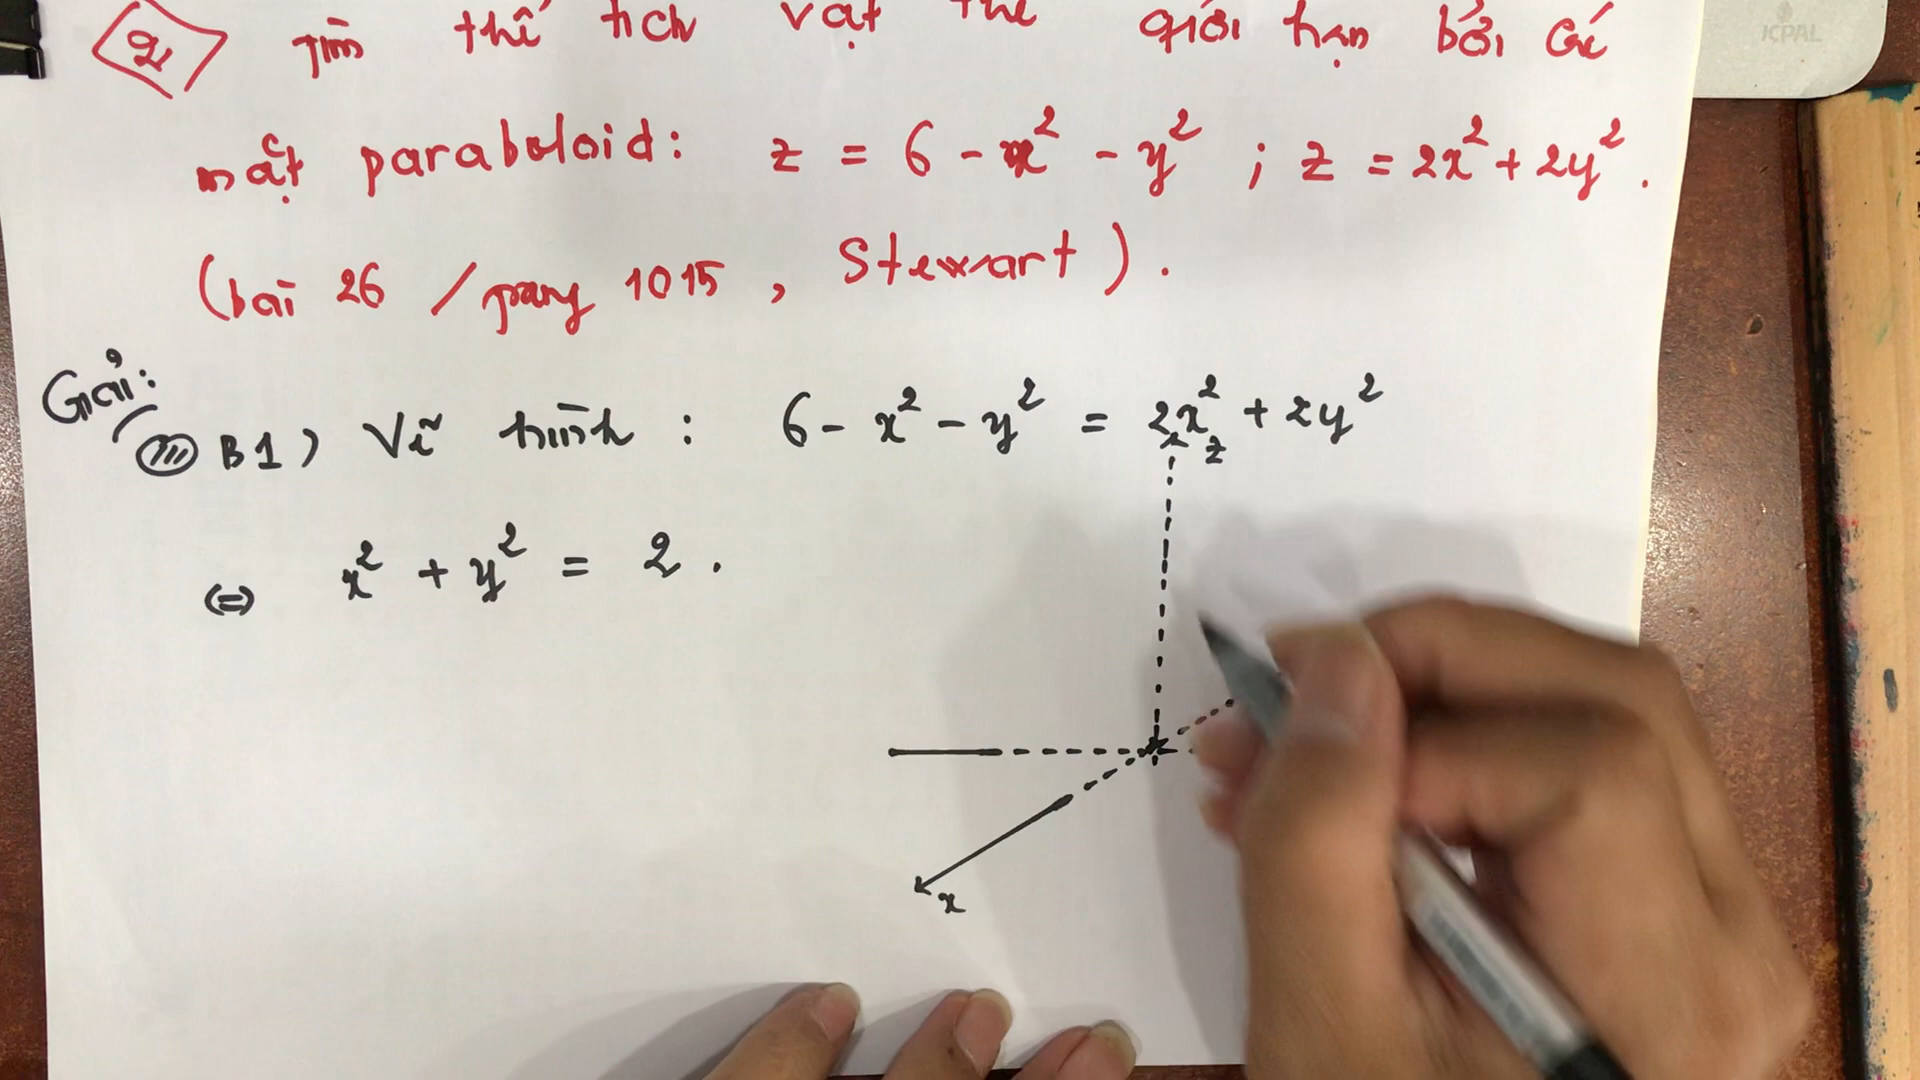 Tìm thể tích vật thể giới hạn bởi các
mặt paraboloid: z = 6 - x² - y² ; z = 2x² + 2y².
(bài 26 / trang 1015, Stewart).
Giải:
B1) Vẽ hình : 6 - x² - y² = 2x² + 2y²
z
⇔ x² + y² = 2.
x
JCPAL